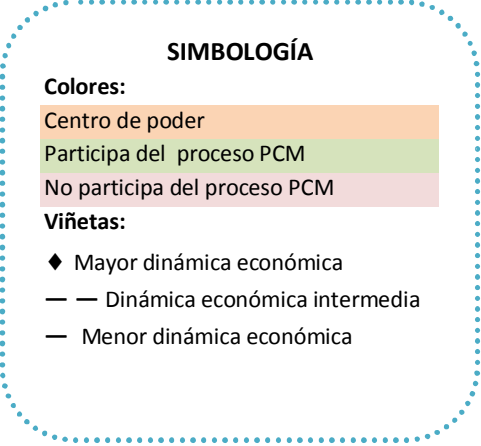 SIMBOLOGÍA
Colores:
Centro de poder
Participa del proceso PCM
No participa del proceso PCM
Viñetas:
♦ Mayor dinámica económica
— — Dinámica económica intermedia
— Menor dinámica económica